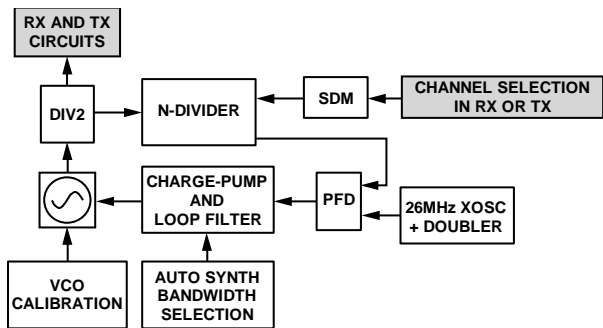 RX AND TX
CIRCUITS
DIV2
N-DIVIDER
SDM
CHANNEL SELECTION
IN RX OR TX
CHARGE-PUMP
AND
LOOP FILTER
PFD
26MHz XOSC
+ DOUBLER
VCO
CALIBRATION
AUTO SYNTH
BANDWIDTH
SELECTION